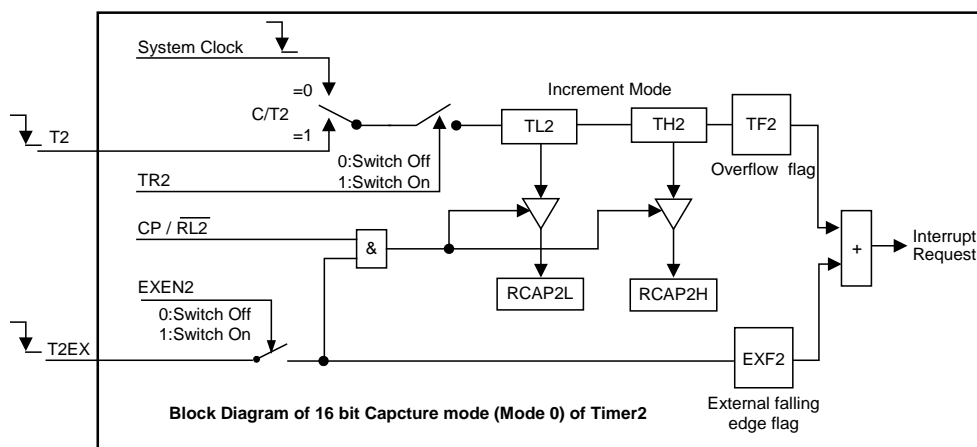 System Clock
=0
Increment Mode
C/T2
TL2
TH2
TF2
T2
=1
0:Switch Off
1:Switch On
Overflow flag
TR2
CP / RL2
&
+
Interrupt
Request
EXEN2
0:Switch Off
1:Switch On
RCAP2L
RCAP2H
T2EX
EXF2
External falling
edge flag
Block Diagram of 16 bit Capcture mode (Mode 0) of Timer2